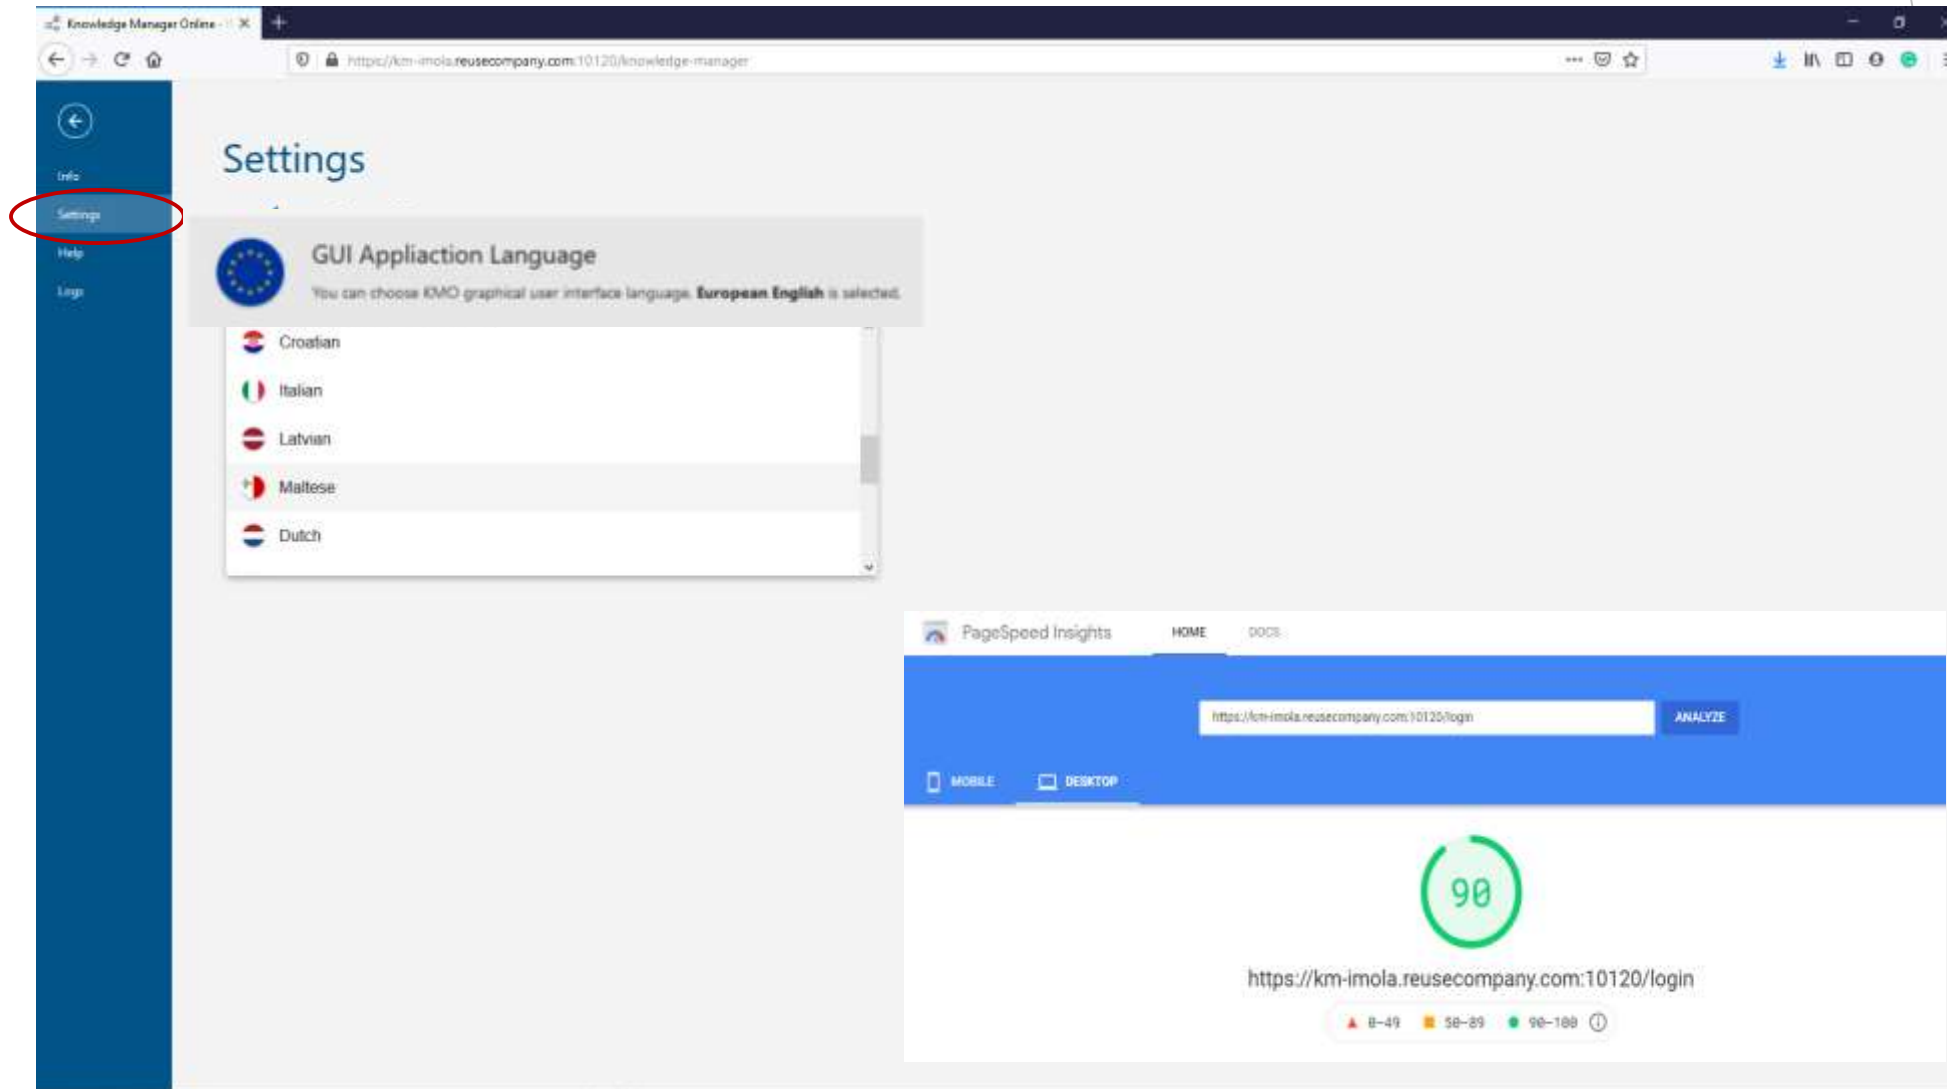 Knowledge Manager Online -
https://km-imola.reusecompany.com:10120/knowledge-manager
Info
Settings
Help
Logs
Settings
GUI Appliaction Language
You can choose KMO graphical user interface language. European English is selected.
Croatian
Italian
Latvian
Maltese
Dutch
PageSpeed Insights
HOME
DOCS
https://km-imola.reusecompany.com:10120/login
ANALYZE
MOBILE
DESKTOP
90
https://km-imola.reusecompany.com:10120/login
0-49
50-89
90-100